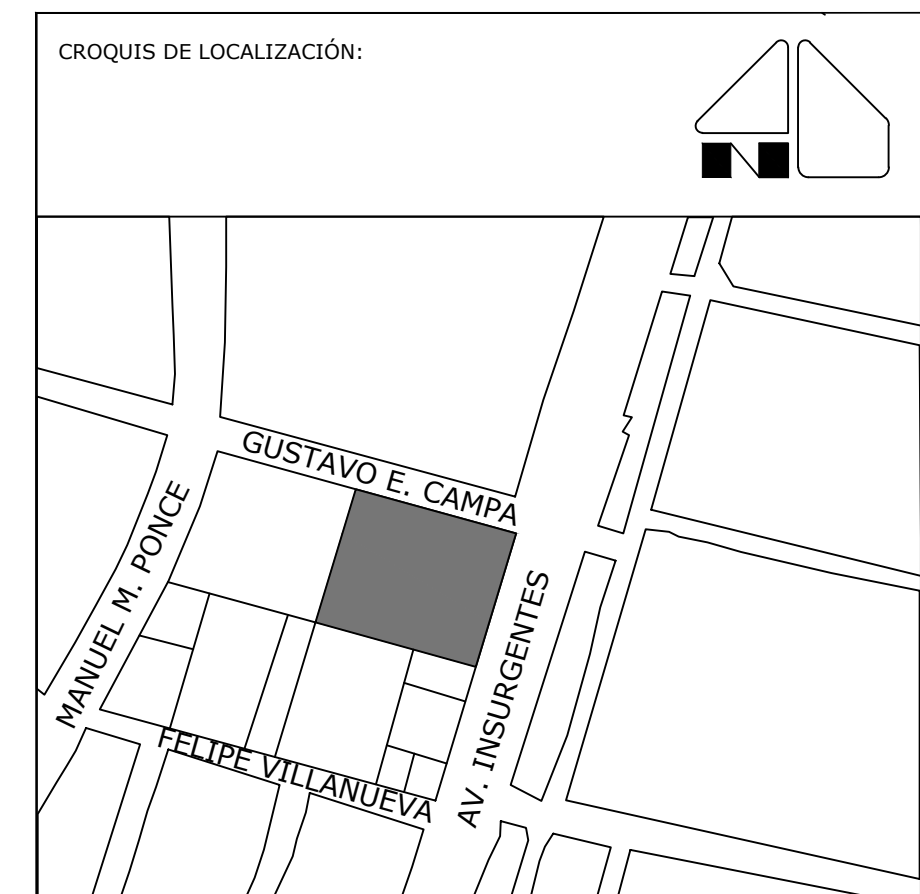 CROQUIS DE LOCALIZACIÓN:
N
GUSTAVO E. CAMPA
MANUEL M. PONCE
AV. INSURGENTES
FELIPE VILLANUEVA